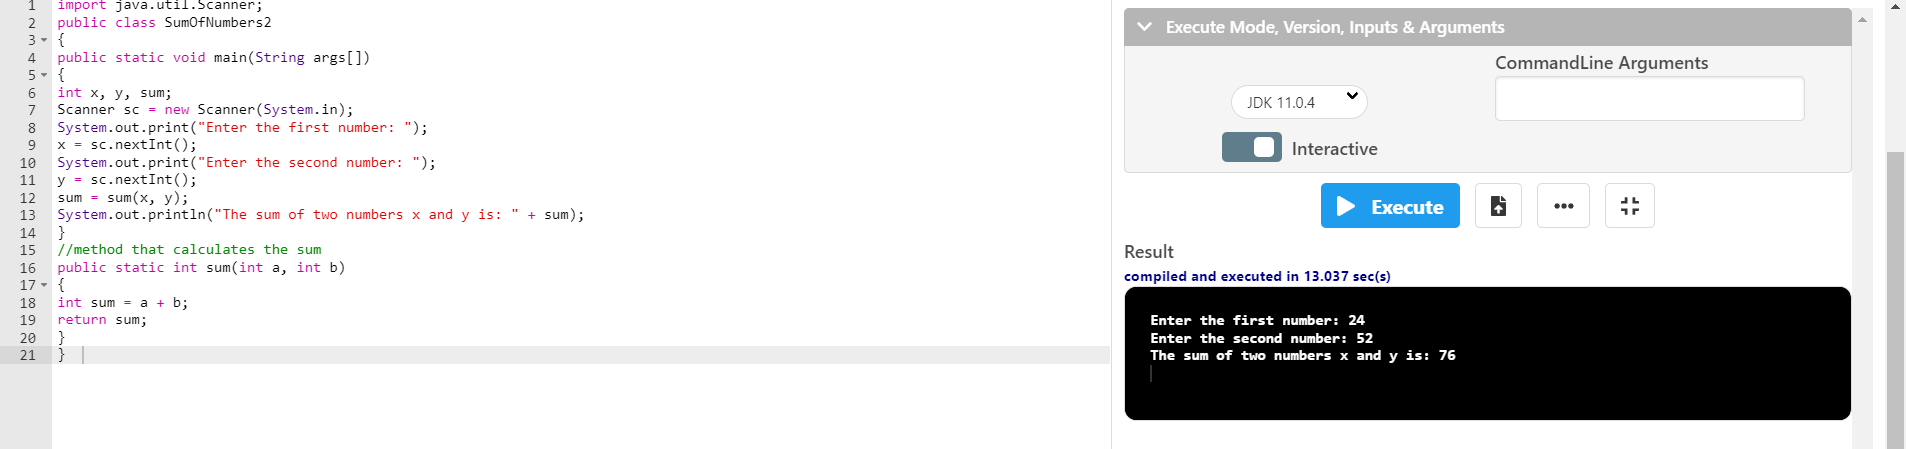 1 import java.util.Scanner;
2 public class SumOfNumbers2
3 {
4 public static void main(String args[])
5 {
6 int x, y, sum;
7 Scanner sc = new Scanner(System.in);
8 System.out.print("Enter the first number: ");
9 x = sc.nextInt();
10 System.out.print("Enter the second number: ");
11 y = sc.nextInt();
12 sum = sum(x, y);
13 System.out.println("The sum of two numbers x and y is: " + sum);
14 }
15 //method that calculates the sum
16 public static int sum(int a, int b)
17 {
18 int sum = a + b;
19 return sum;
20 }
21 }
Execute Mode, Version, Inputs & Arguments
CommandLine Arguments
JDK 11.0.4
Interactive
Execute
Result
compiled and executed in 13.037 sec(s)
Enter the first number: 24
Enter the second number: 52
The sum of two numbers x and y is: 76